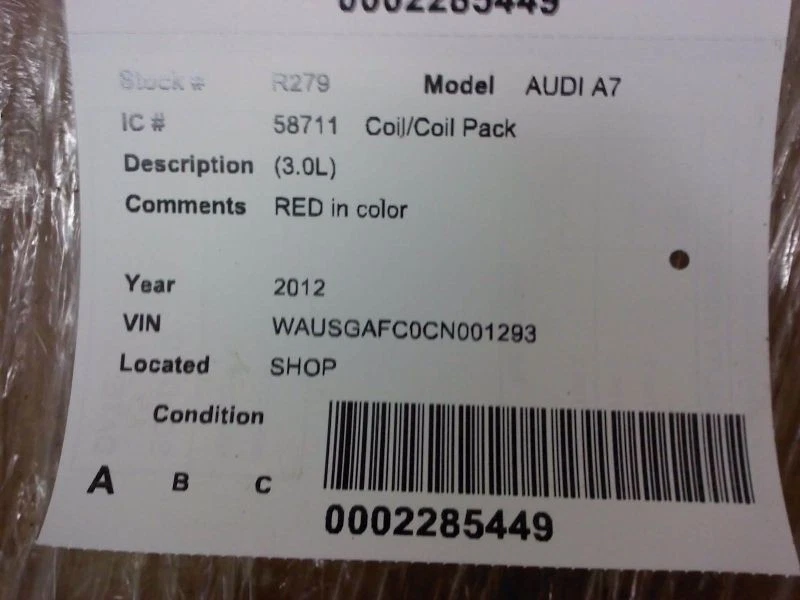 0002285449
Stock # R279 Model AUDI A7
IC # 58711 Coil/Coil Pack
Description (3.0L)
Comments RED in color
Year 2012
VIN WAUSGAFC0CN001293
Located SHOP
Condition
A B C
0002285449